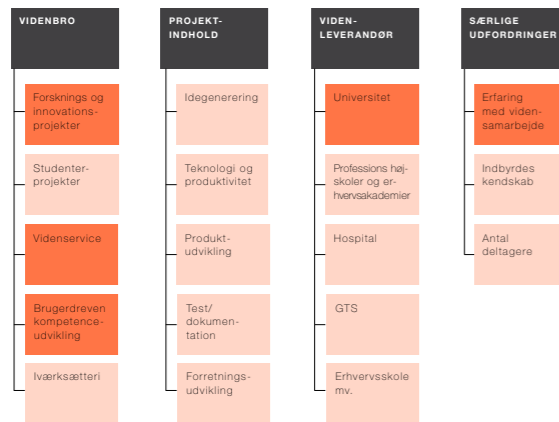 VIDENBRO
Forsknings og
innovations-
projekter
Studenter-
projekter
Videnservice
Brugerdreven
kompetence-
udvikling
Iværksætteri
PROJEKT-
INDHOLD
Idegenerering
Teknologi og
produktivitet
Produkt-
udvikling
Test/
dokumen-
tation
Forretnings-
udvikling
VIDEN-
LEVERANDØR
Universitet
Professions høj-
skoler og er-
hvervsakademier
Hospital
GTS
Erhvervsskole
mv.
SÆRLIGE
UDFORDRINGER
Erfaring
med viden-
samarbejde
Indbyrdes
kendskab
Antal
deltagere